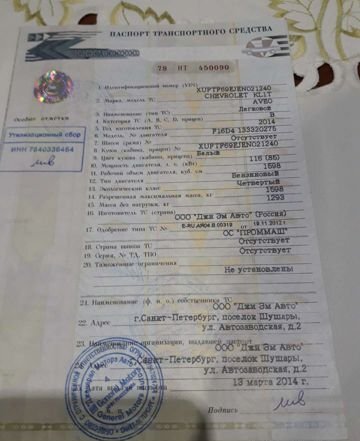 ПАСПОРТ ТРАНСПОРТНОГО СРЕДСТВА
78 НТ 450090
1. Идентификационный номер (VIN) XUFTF69EJEN021240
2. Марка, модель ТС CHEVROLET KL1T AVEO
3. Наименование (тип ТС) Легковой
4. Категория ТС (A, B, C, D, прицеп) B
5. Год изготовления ТС 2014
6. Модель, № двигателя F16D4 133320275
7. Шасси (рама) № Отсутствует
8. Кузов (кабина, прицеп) № XUFTF69EJEN021240
9. Цвет кузова (кабины, прицепа) Белый
10. Мощность двигателя, л. с. (кВт) 116 (85)
11. Рабочий объем двигателя, куб. см 1598
12. Тип двигателя Бензиновый
13. Экологический класс Четвертый
14. Разрешенная максимальная масса, кг 1598
15. Масса без нагрузки, кг 1293
16. Изготовитель ТС (страна) ООО "Джи Эм Авто" (Россия)
17. Одобрение типа ТС № от 19.11.2012 г.
ОС "ПРОММАШ"
18. Страна вывоза ТС Отсутствует
19. Серия, № ТД, ТПО Отсутствует
20. Таможенные ограничения
Не установлены
21. Наименование (ф. и. о.) собственника ТС
ООО "Джи Эм Авто"
22. Адрес г.Санкт-Петербург, поселок Шушары,
ул. Автозаводская, д.2
23. Наименование организации, выдавшей паспорт
ООО "Джи Эм Авто"
Санкт-Петербург, поселок Шушары,
ул. Автозаводская, д.2
13 марта 2014 г.
Подпись
Особые отметки
Утилизационный сбор
ИНН 7840336464